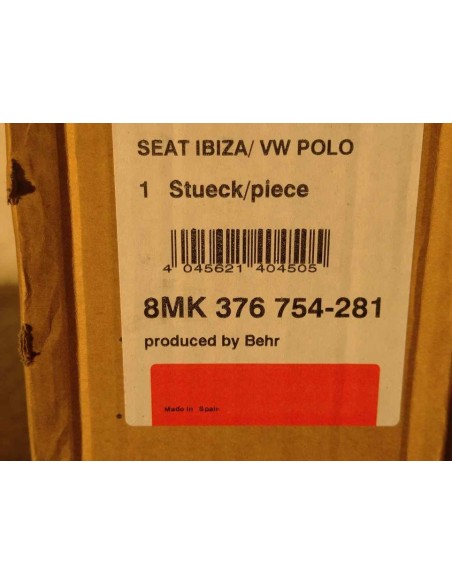 SEAT IBIZA/ VW POLO
1 Stueck/piece
4 045621 404505
8MK 376 754-281
produced by Behr
Made in Spain